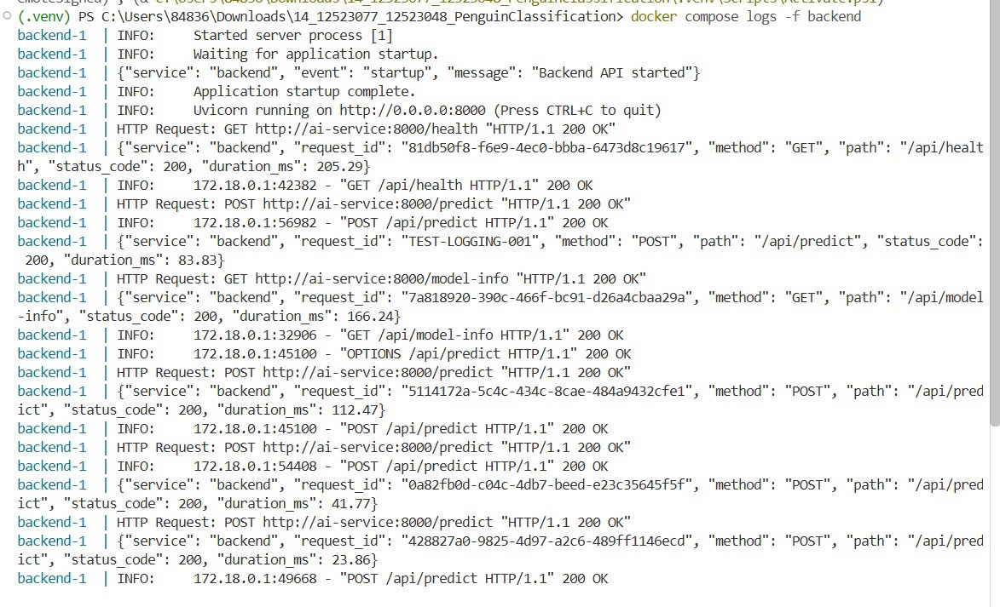 (.venv) PS C:\Users\84836\Downloads\14_12523077_12523048_PenguinClassification> docker compose logs -f backend
backend-1  | INFO:     Started server process [1]
backend-1  | INFO:     Waiting for application startup.
backend-1  | {"service": "backend", "event": "startup", "message": "Backend API started"}
backend-1  | INFO:     Application startup complete.
backend-1  | INFO:     Uvicorn running on http://0.0.0.0:8000 (Press CTRL+C to quit)
backend-1  | HTTP Request: GET http://ai-service:8000/health "HTTP/1.1 200 OK"
backend-1  | {"service": "backend", "request_id": "81db50f8-f6e9-4ec0-bbba-6473d8c19617", "method": "GET", "path": "/api/healt
h", "status_code": 200, "duration_ms": 205.29}
backend-1  | INFO:     172.18.0.1:42382 - "GET /api/health HTTP/1.1" 200 OK
backend-1  | HTTP Request: POST http://ai-service:8000/predict "HTTP/1.1 200 OK"
backend-1  | INFO:     172.18.0.1:56982 - "POST /api/predict HTTP/1.1" 200 OK
backend-1  | {"service": "backend", "request_id": "TEST-LOGGING-001", "method": "POST", "path": "/api/predict", "status_code":
 200, "duration_ms": 83.83}
backend-1  | HTTP Request: GET http://ai-service:8000/model-info "HTTP/1.1 200 OK"
backend-1  | {"service": "backend", "request_id": "7a818920-390c-466f-bc91-d26a4cbaa29a", "method": "GET", "path": "/api/model
-info", "status_code": 200, "duration_ms": 166.24}
backend-1  | INFO:     172.18.0.1:32906 - "GET /api/model-info HTTP/1.1" 200 OK
backend-1  | INFO:     172.18.0.1:45100 - "OPTIONS /api/predict HTTP/1.1" 200 OK
backend-1  | HTTP Request: POST http://ai-service:8000/predict "HTTP/1.1 200 OK"
backend-1  | {"service": "backend", "request_id": "5114172a-5c4c-434c-8cae-484a9432cfe1", "method": "POST", "path": "/api/pred
ict", "status_code": 200, "duration_ms": 112.47}
backend-1  | INFO:     172.18.0.1:45100 - "POST /api/predict HTTP/1.1" 200 OK
backend-1  | HTTP Request: POST http://ai-service:8000/predict "HTTP/1.1 200 OK"
backend-1  | INFO:     172.18.0.1:54408 - "POST /api/predict HTTP/1.1" 200 OK
backend-1  | {"service": "backend", "request_id": "0a82fb0d-c04c-4db7-beed-e23c35645f5f", "method": "POST", "path": "/api/pred
ict", "status_code": 200, "duration_ms": 41.77}
backend-1  | HTTP Request: POST http://ai-service:8000/predict "HTTP/1.1 200 OK"
backend-1  | {"service": "backend", "request_id": "428827a0-9825-4d97-a2c6-489ff1146ecd", "method": "POST", "path": "/api/pred
ict", "status_code": 200, "duration_ms": 23.86}
backend-1  | INFO:     172.18.0.1:49668 - "POST /api/predict HTTP/1.1" 200 OK